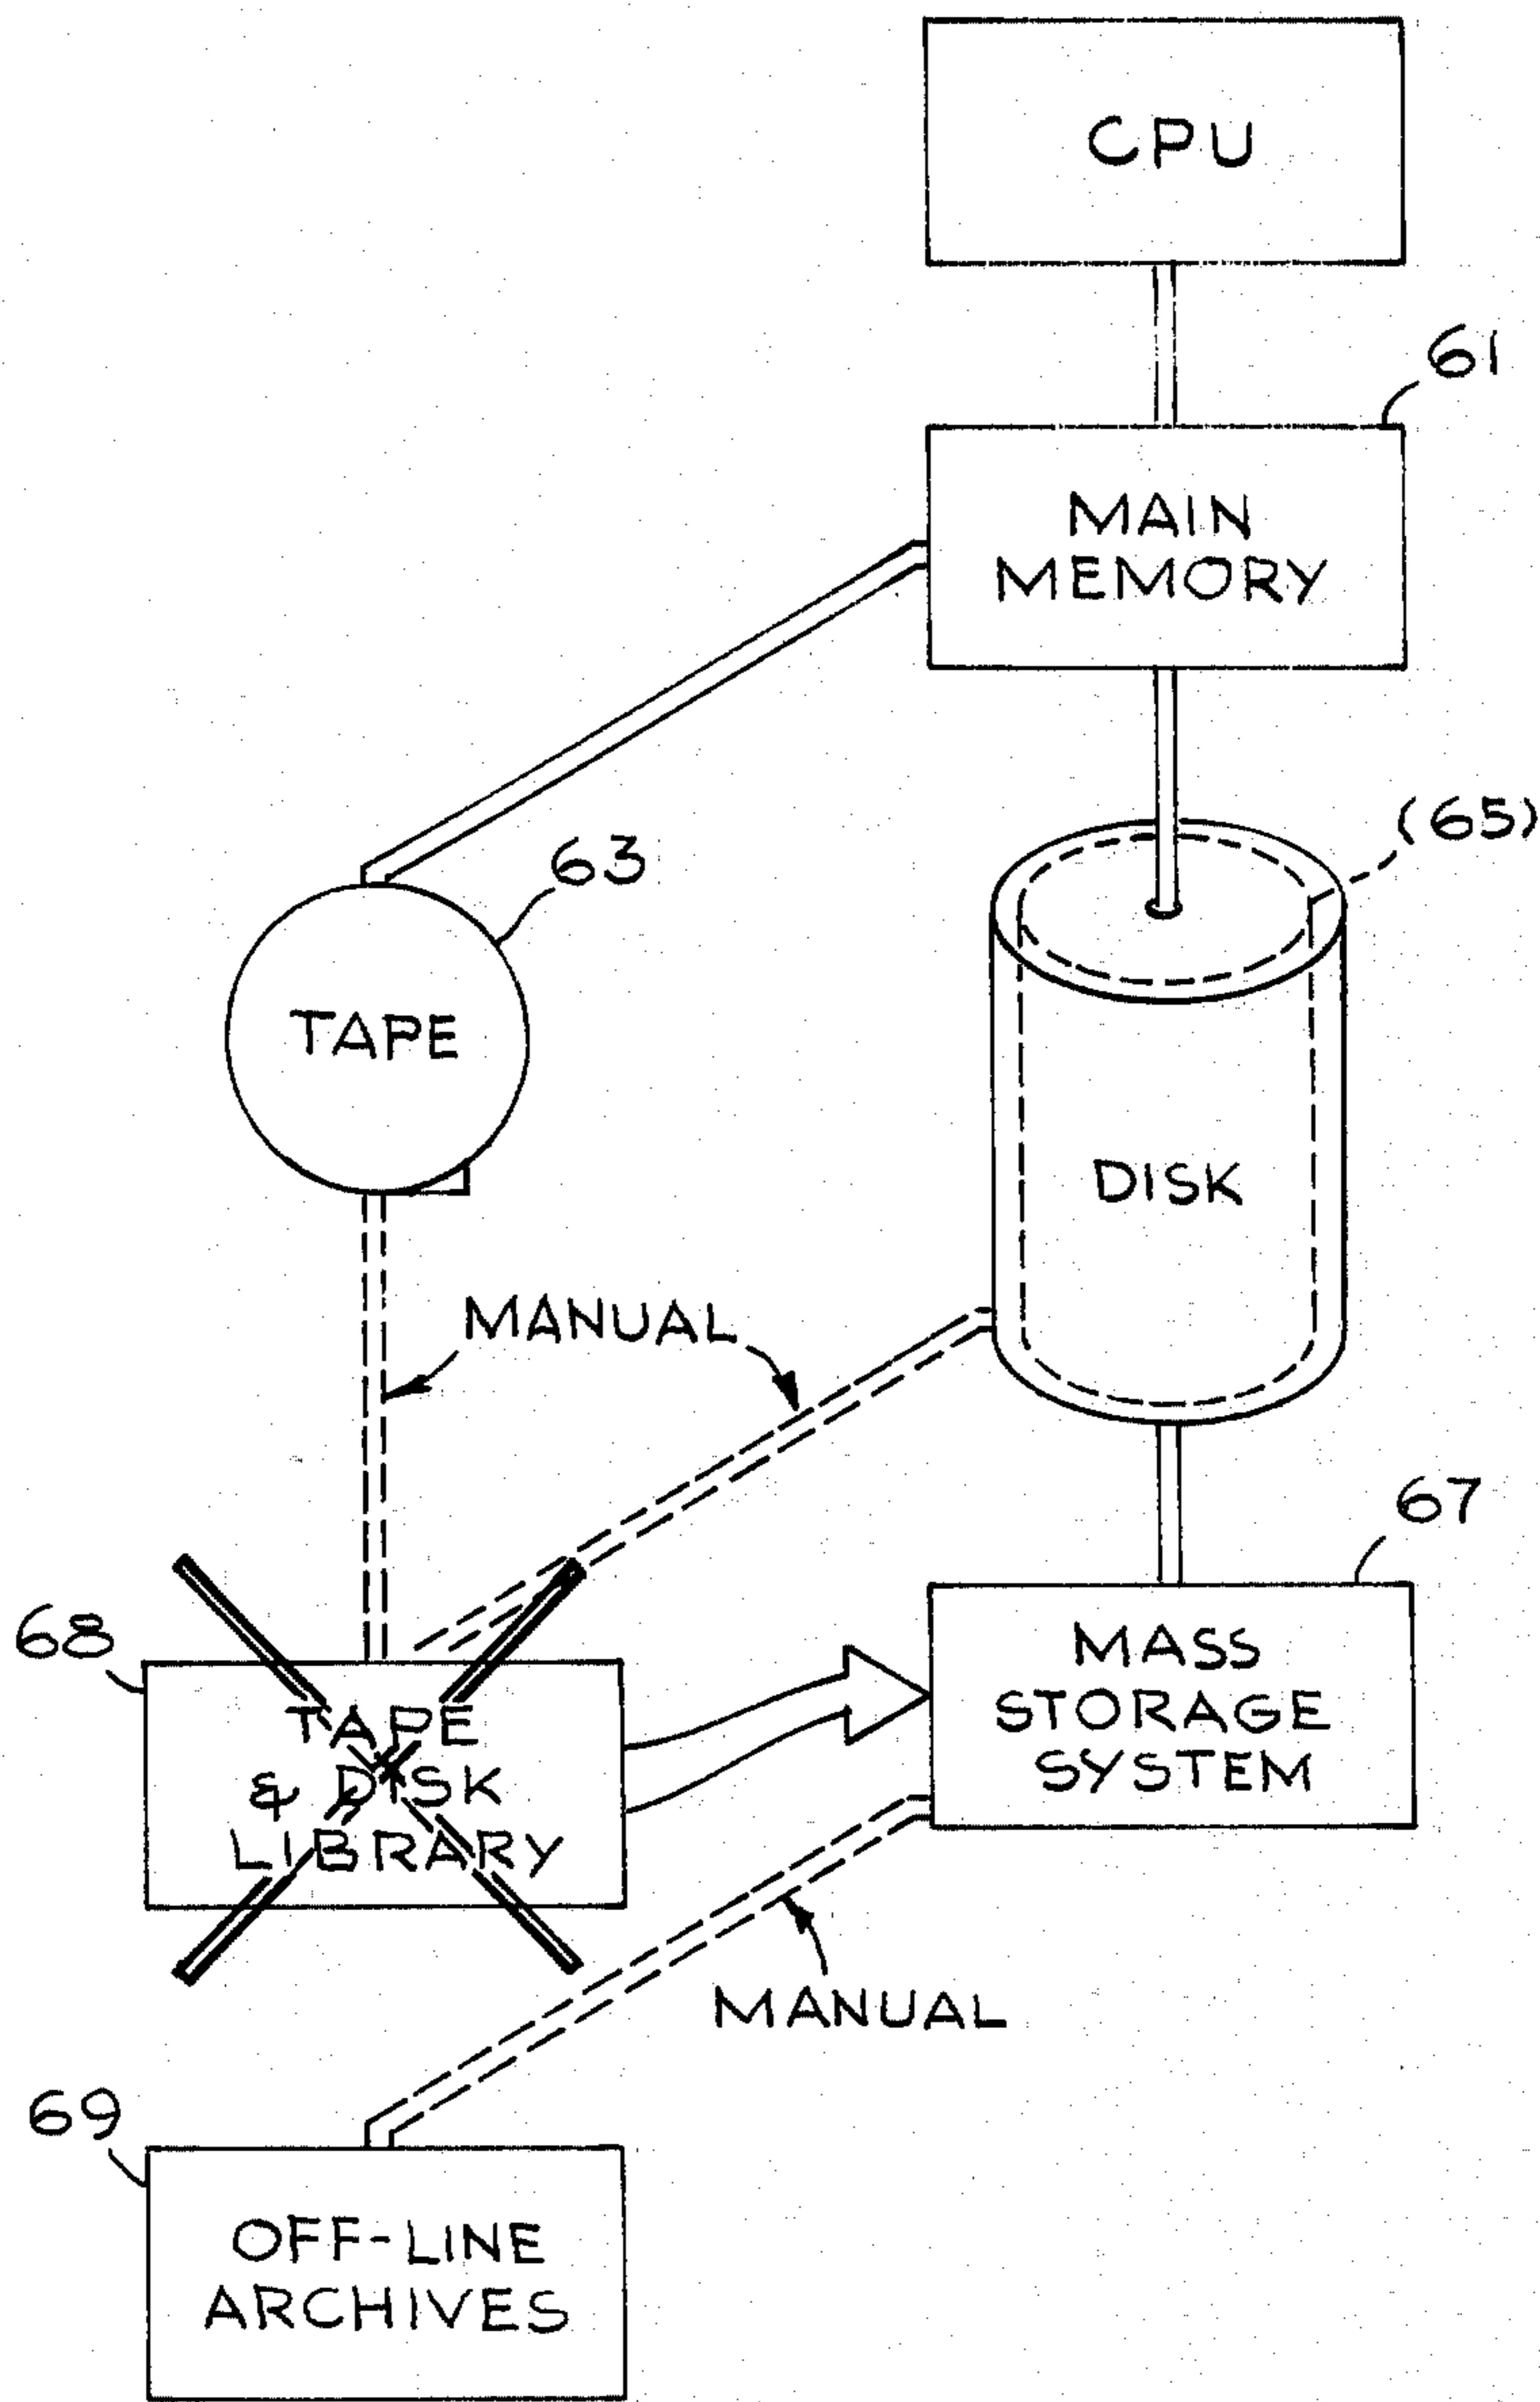 CPU
61
MAIN
MEMORY
(65)
63
TAPE
DISK
MANUAL
67
68
MASS
STORAGE
SYSTEM
TAPE
& DISK
LIBRARY
MANUAL
69
OFF-LINE
ARCHIVES